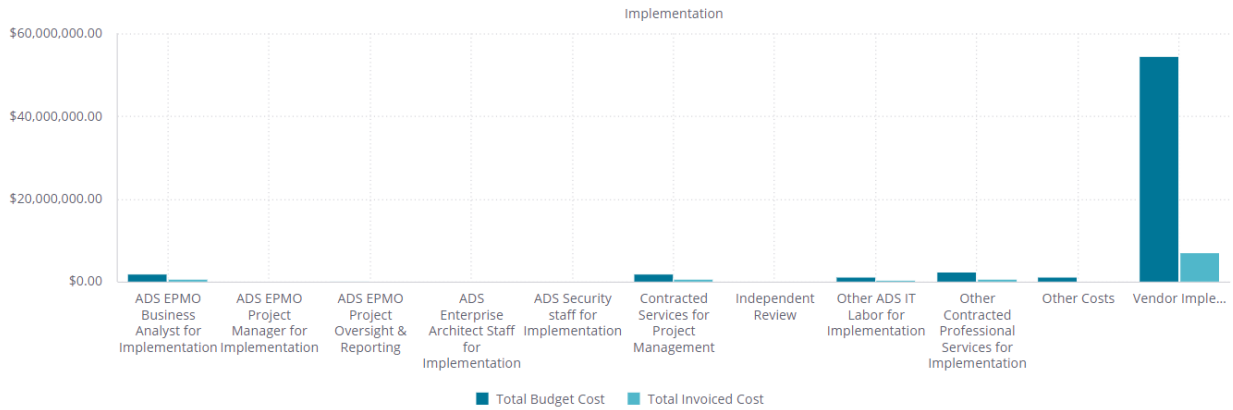 Implementation
$60,000,000.00
$40,000,000.00
$20,000,000.00
$0.00
ADS EPMO
Business
Analyst for
Implementation
ADS EPMO
Project
Manager for
Implementation
ADS EPMO
Project
Oversight &
Reporting
ADS
Enterprise
Architect Staff
for
Implementation
ADS Security
staff for
Implementation
Contracted
Services for
Project
Management
Independent
Review
Other ADS IT
Labor for
Implementation
Other
Contracted
Professional
Services for
Implementation
Other Costs
Vendor Imple...
Total Budget Cost
Total Invoiced Cost